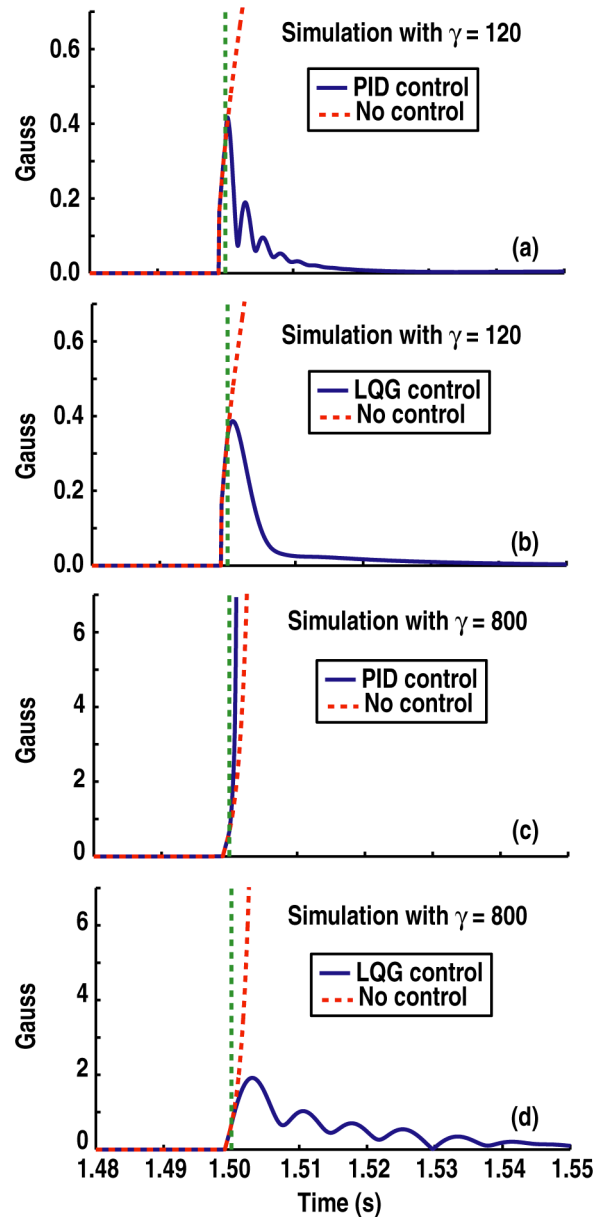 Simulation with γ = 120
PID control
No control
Gauss
0.6
0.4
0.2
0.0
(a)
Simulation with γ = 120
LQG control
No control
Gauss
0.6
0.4
0.2
0.0
(b)
Simulation with γ = 800
PID control
No control
Gauss
6
4
2
0
(c)
Simulation with γ = 800
LQG control
No control
Gauss
6
4
2
0
(d)
1.48 1.49 1.50 1.51 1.52 1.53 1.54 1.55
Time (s)